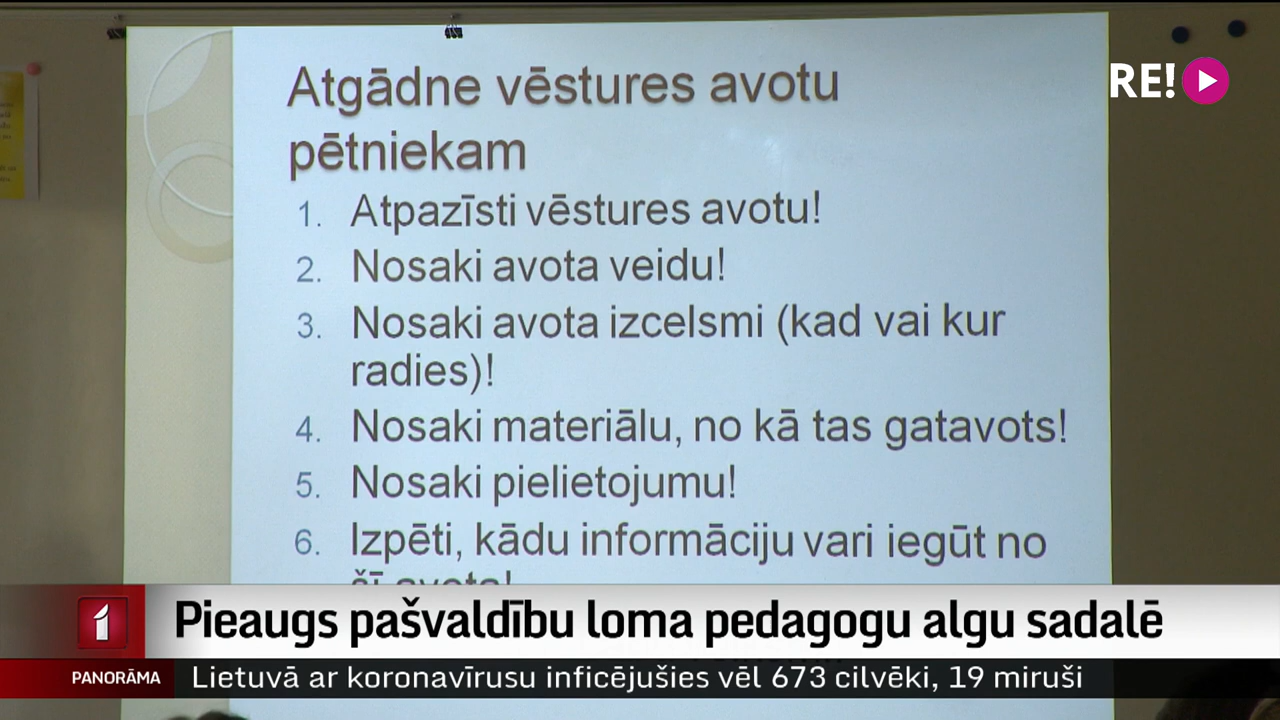 RE!
Atgādne vēstures avotu
pētniekam
1. Atpazīsti vēstures avotu!
2. Nosaki avota veidu!
3. Nosaki avota izcelsmi (kad vai kur
radies)!
4. Nosaki materiālu, no kā tas gatavots!
5. Nosaki pielietojumu!
6. Izpēti, kādu informāciju vari iegūt no
šī avota!
1 Pieaugs pašvaldību loma pedagogu algu sadalē
PANORĀMA Lietuvā ar koronavīrusu inficējušies vēl 673 cilvēki, 19 miruši